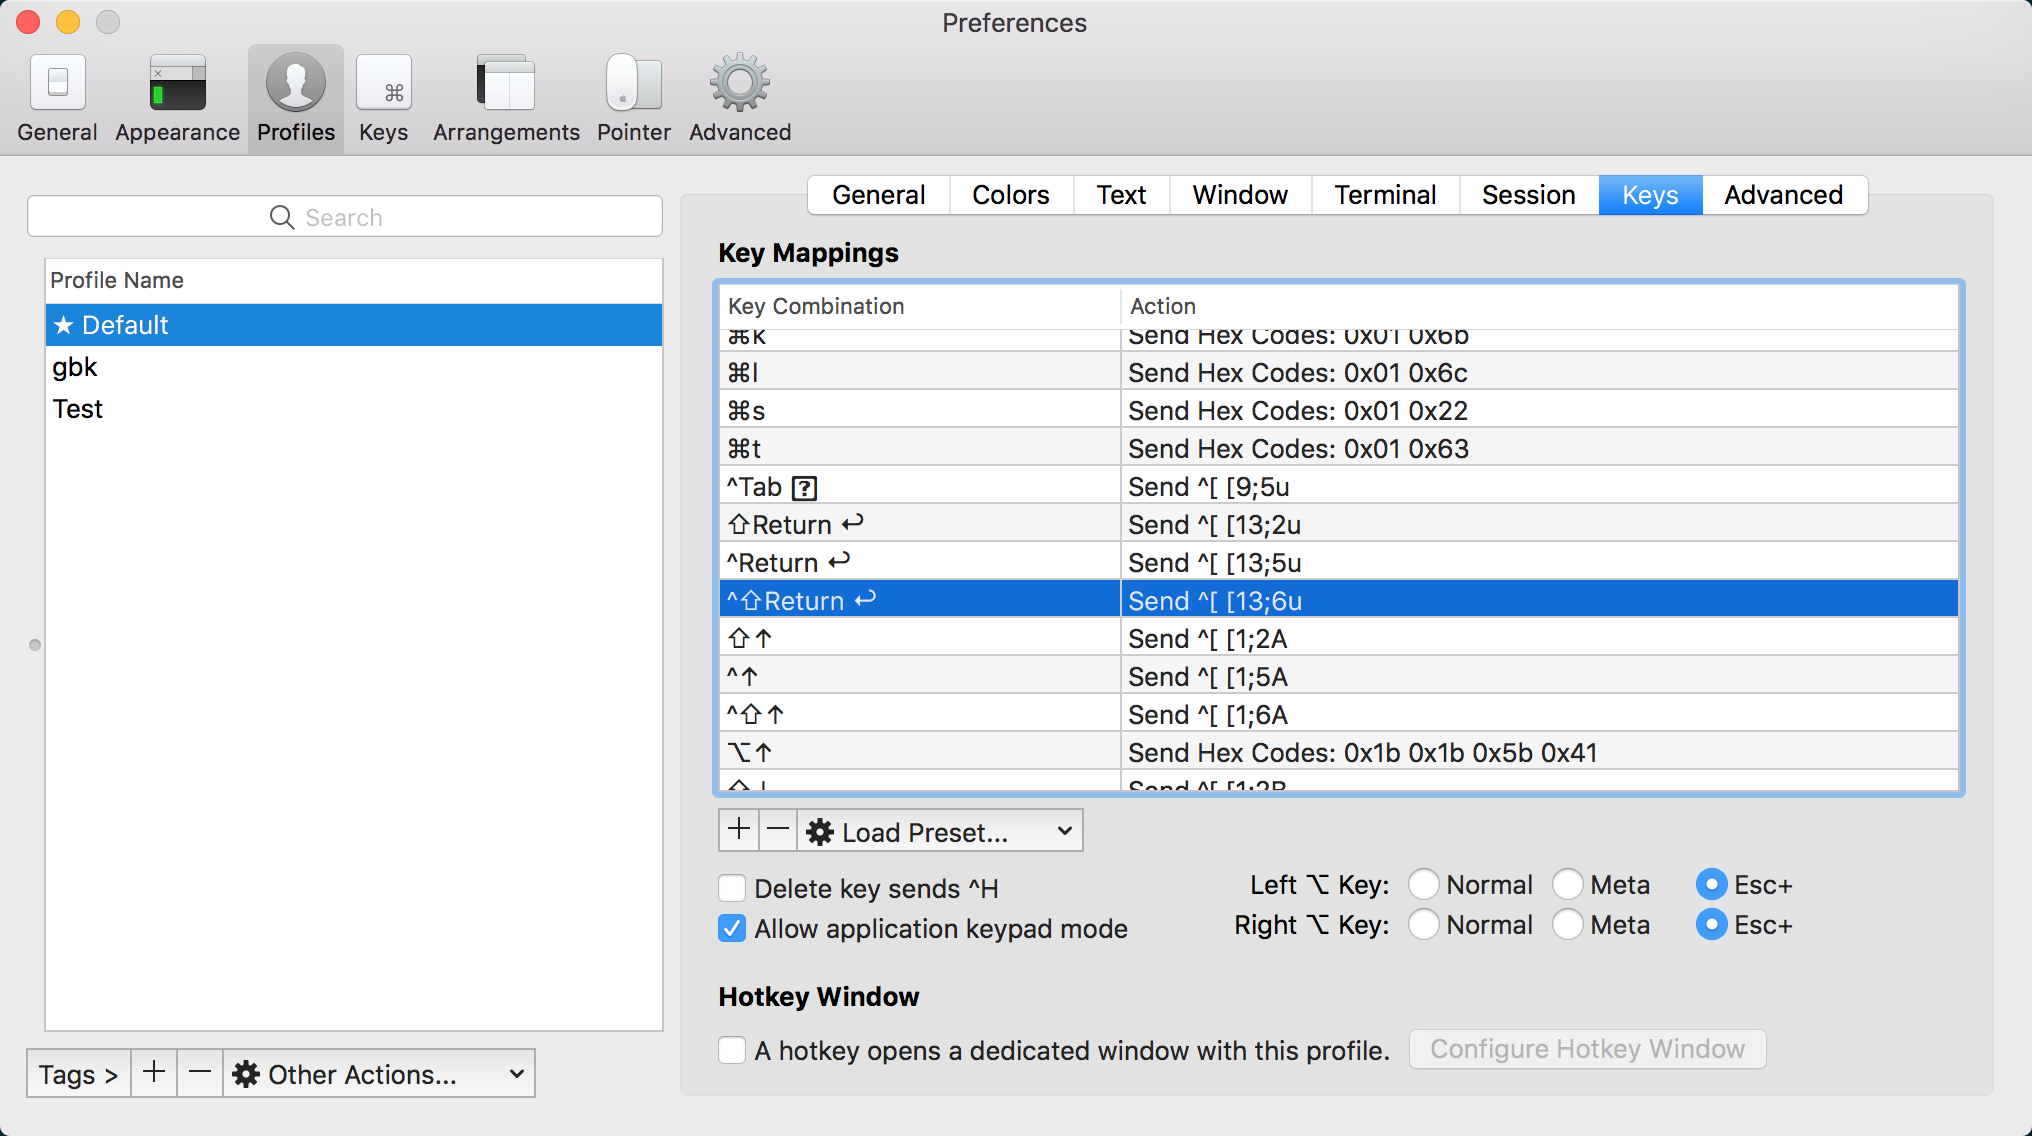 Preferences
General Appearance Profiles Keys Arrangements Pointer Advanced
Search
Profile Name
★ Default
gbk
Test
Tags >
Other Actions...
General Colors Text Window Terminal Session Keys Advanced
Key Mappings
Key Combination Action
⌘k Send Hex Codes: 0x01 0x6b
⌘l Send Hex Codes: 0x01 0x6c
⌘s Send Hex Codes: 0x01 0x22
⌘t Send Hex Codes: 0x01 0x63
^Tab ⍰ Send ^[ [9;5u
⇧Return ↩ Send ^[ [13;2u
^Return ↩ Send ^[ [13;5u
^⇧Return ↩ Send ^[ [13;6u
⇧↑ Send ^[ [1;2A
^↑ Send ^[ [1;5A
^⇧↑ Send ^[ [1;6A
⌥↑ Send Hex Codes: 0x1b 0x1b 0x5b 0x41
⇧↓ Send ^[ [1;2B
+ − Load Preset...
Delete key sends ^H
Allow application keypad mode
Left ⌥ Key: Normal Meta Esc+
Right ⌥ Key: Normal Meta Esc+
Hotkey Window
A hotkey opens a dedicated window with this profile. Configure Hotkey Window